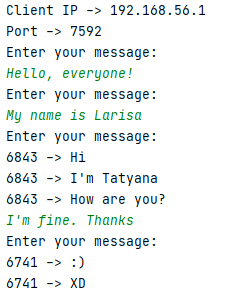 Client IP -> 192.168.56.1
Port -> 7592
Enter your message:
Hello, everyone!
Enter your message:
My name is Larisa
Enter your message:
6843 -> Hi
6843 -> I'm Tatyana
6843 -> How are you?
I'm fine. Thanks
Enter your message:
6741 -> :)
6741 -> XD